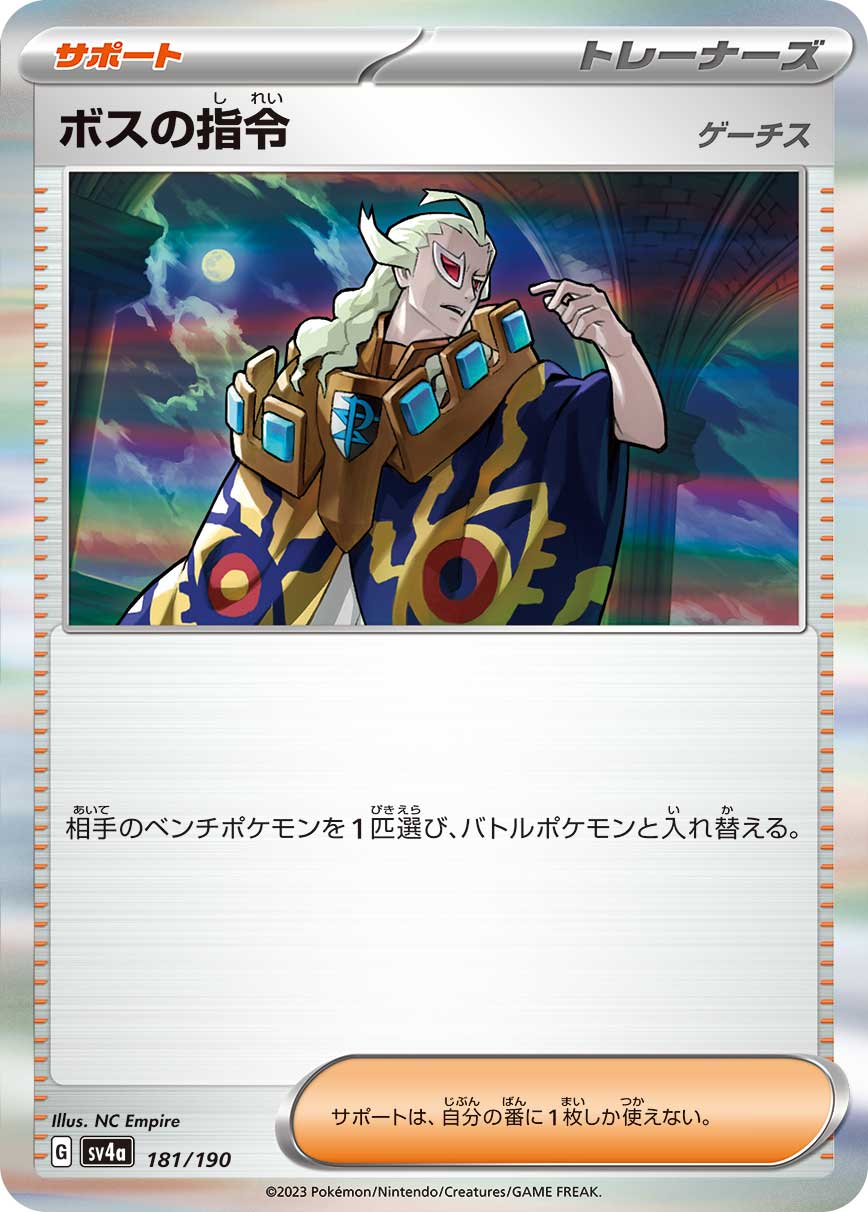 サポート
トレーナーズ
しれい
ボスの指令
ゲーチス
あいて ぴきえら い か
相手のベンチポケモンを1匹選び、バトルポケモンと入れ替える。
じぶん ばん まい つか
サポートは、自分の番に1枚しか使えない。
Illus. NC Empire
G sv4a 181/190
©2023 Pokémon/Nintendo/Creatures/GAME FREAK.